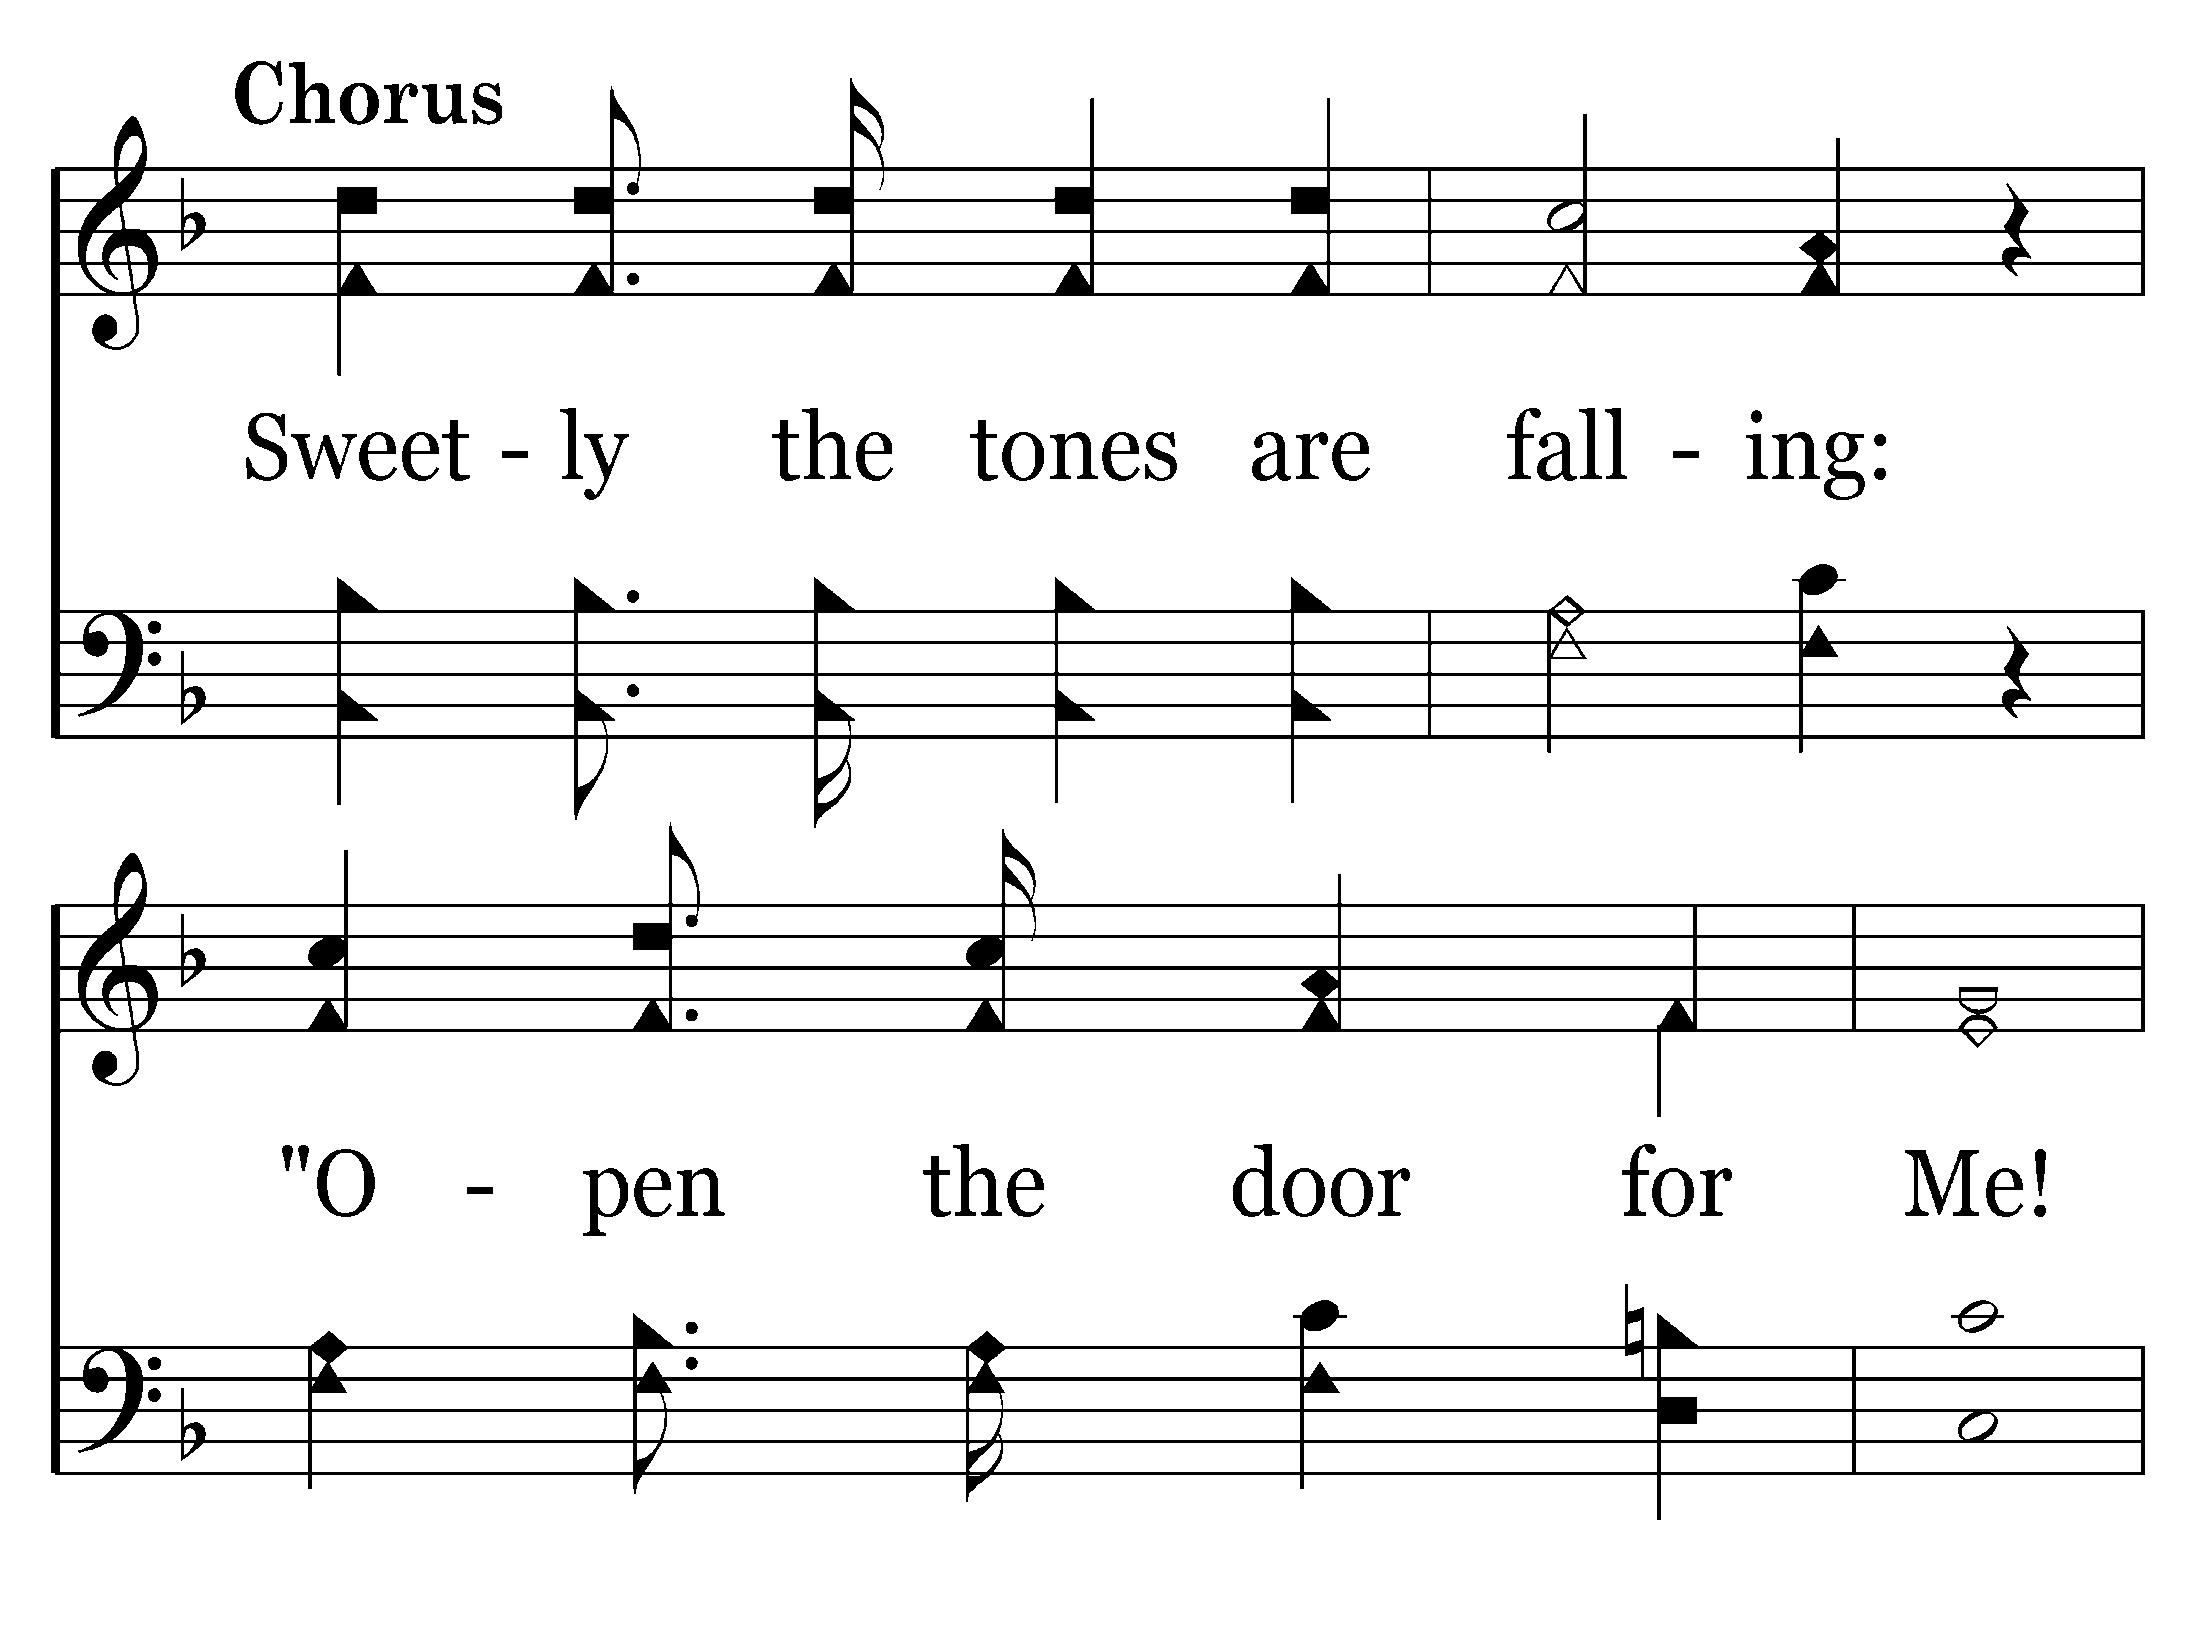 Chorus
Sweet - ly the tones are fall - ing:
"O - pen the door for Me!